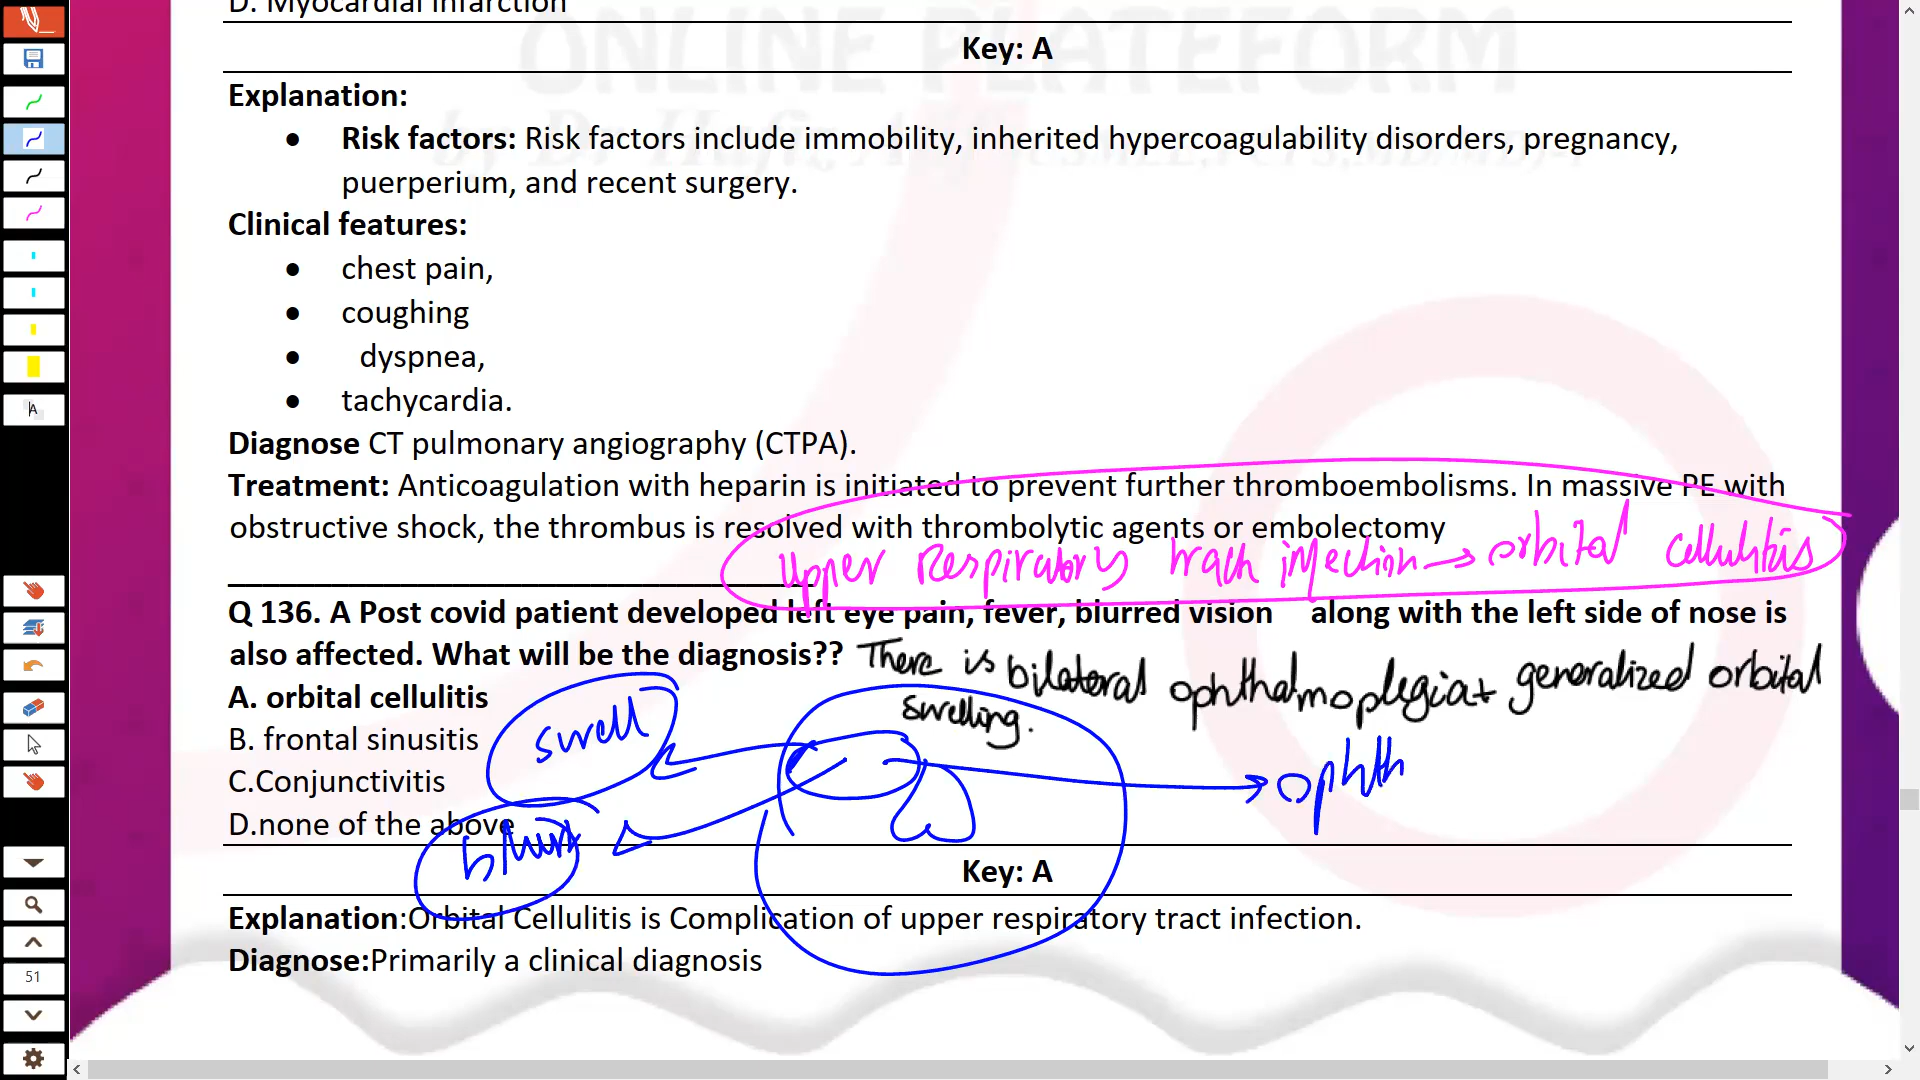 D. Myocardial infarction
ONLINE PLATEFORM
Key: A
Explanation:
• Risk factors: Risk factors include immobility, inherited hypercoagulability disorders, pregnancy,
puerperium, and recent surgery.
Clinical features:
• chest pain,
• coughing
• dyspnea,
• tachycardia.
Diagnose CT pulmonary angiography (CTPA).
Treatment: Anticoagulation with heparin is initiated to prevent further thromboembolisms. In massive PE with
obstructive shock, the thrombus is resolved with thrombolytic agents or embolectomy
Upper Respiratory tract infection → orbital cellulitis
Q 136. A Post covid patient developed left eye pain, fever, blurred vision along with the left side of nose is
also affected. What will be the diagnosis??
There is bilateral ophthalmoplegia+ generalized orbital
swelling.
A. orbital cellulitis
swell
B. frontal sinusitis
ophth
C.Conjunctivitis
D.none of the above
Key: A
Explanation:Orbital Cellulitis is Complication of upper respiratory tract infection.
Diagnose:Primarily a clinical diagnosis
A
51